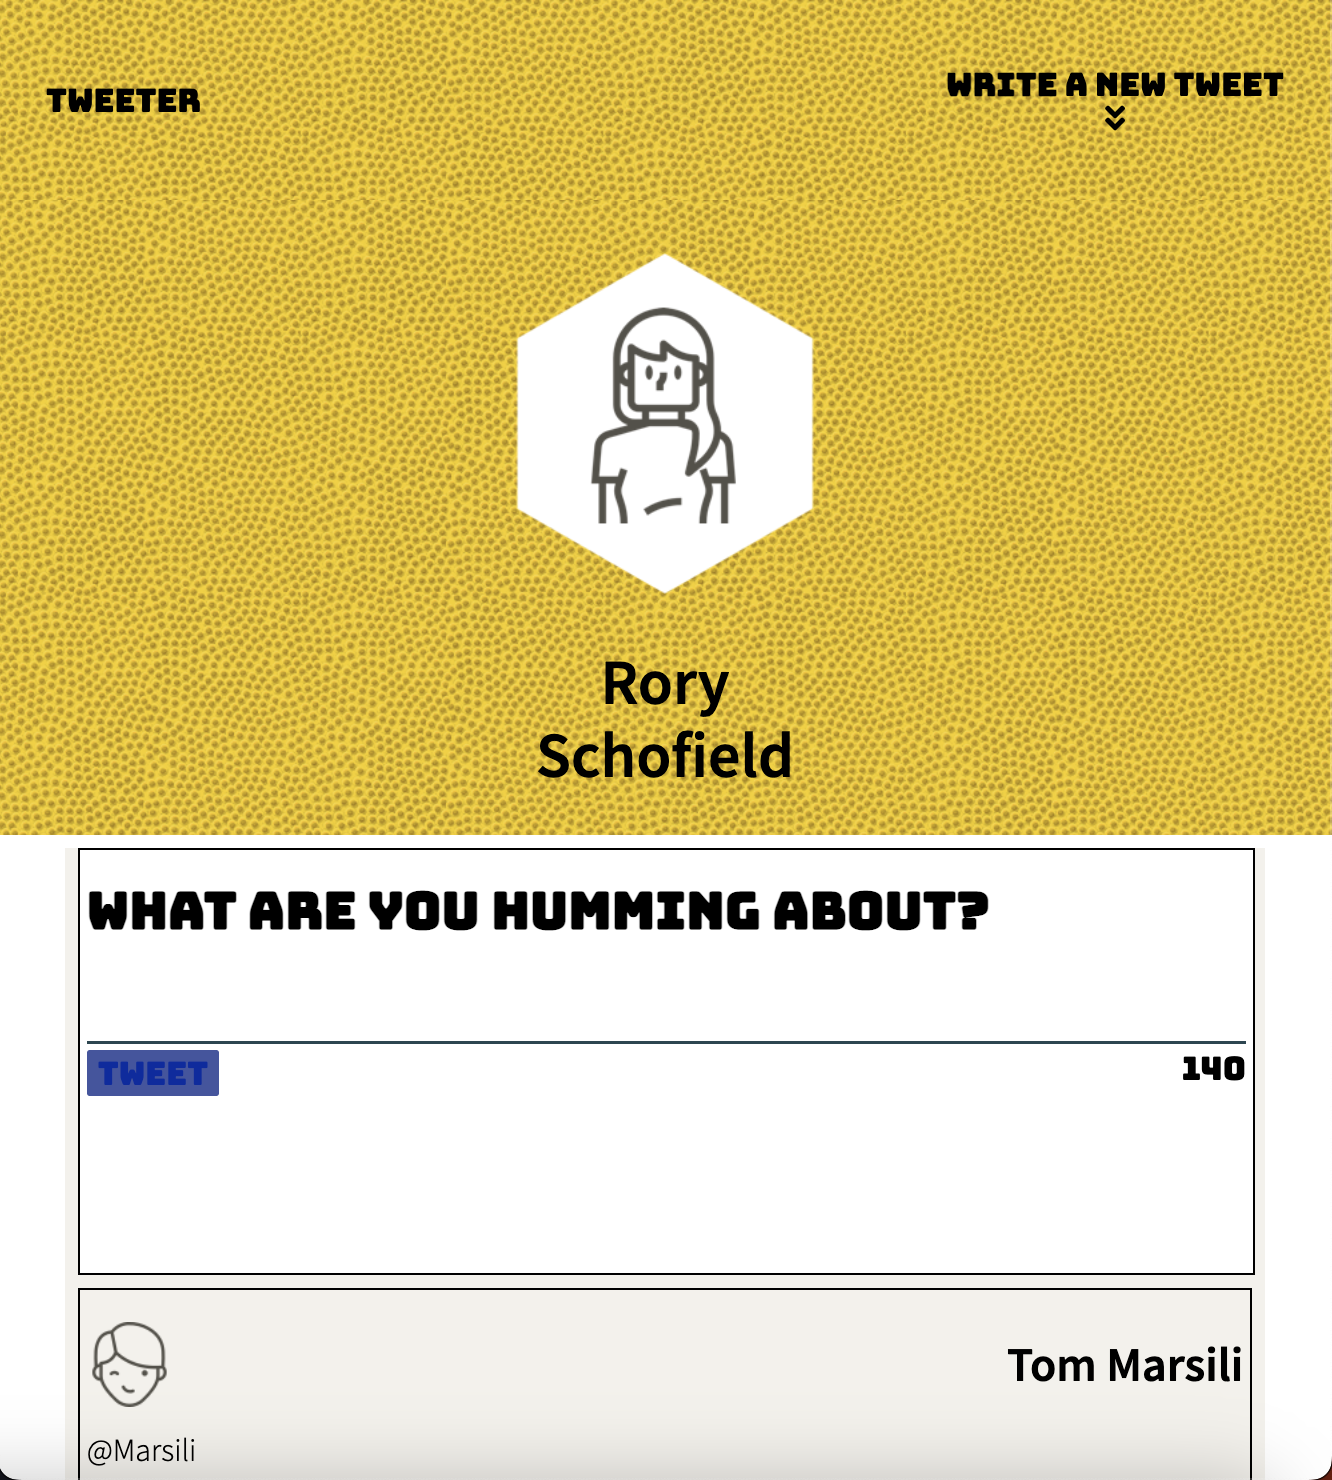 TWEETER
WRITE A NEW TWEET
Rory
Schofield
WHAT ARE YOU HUMMING ABOUT?
TWEET
140
Tom Marsili
@Marsili